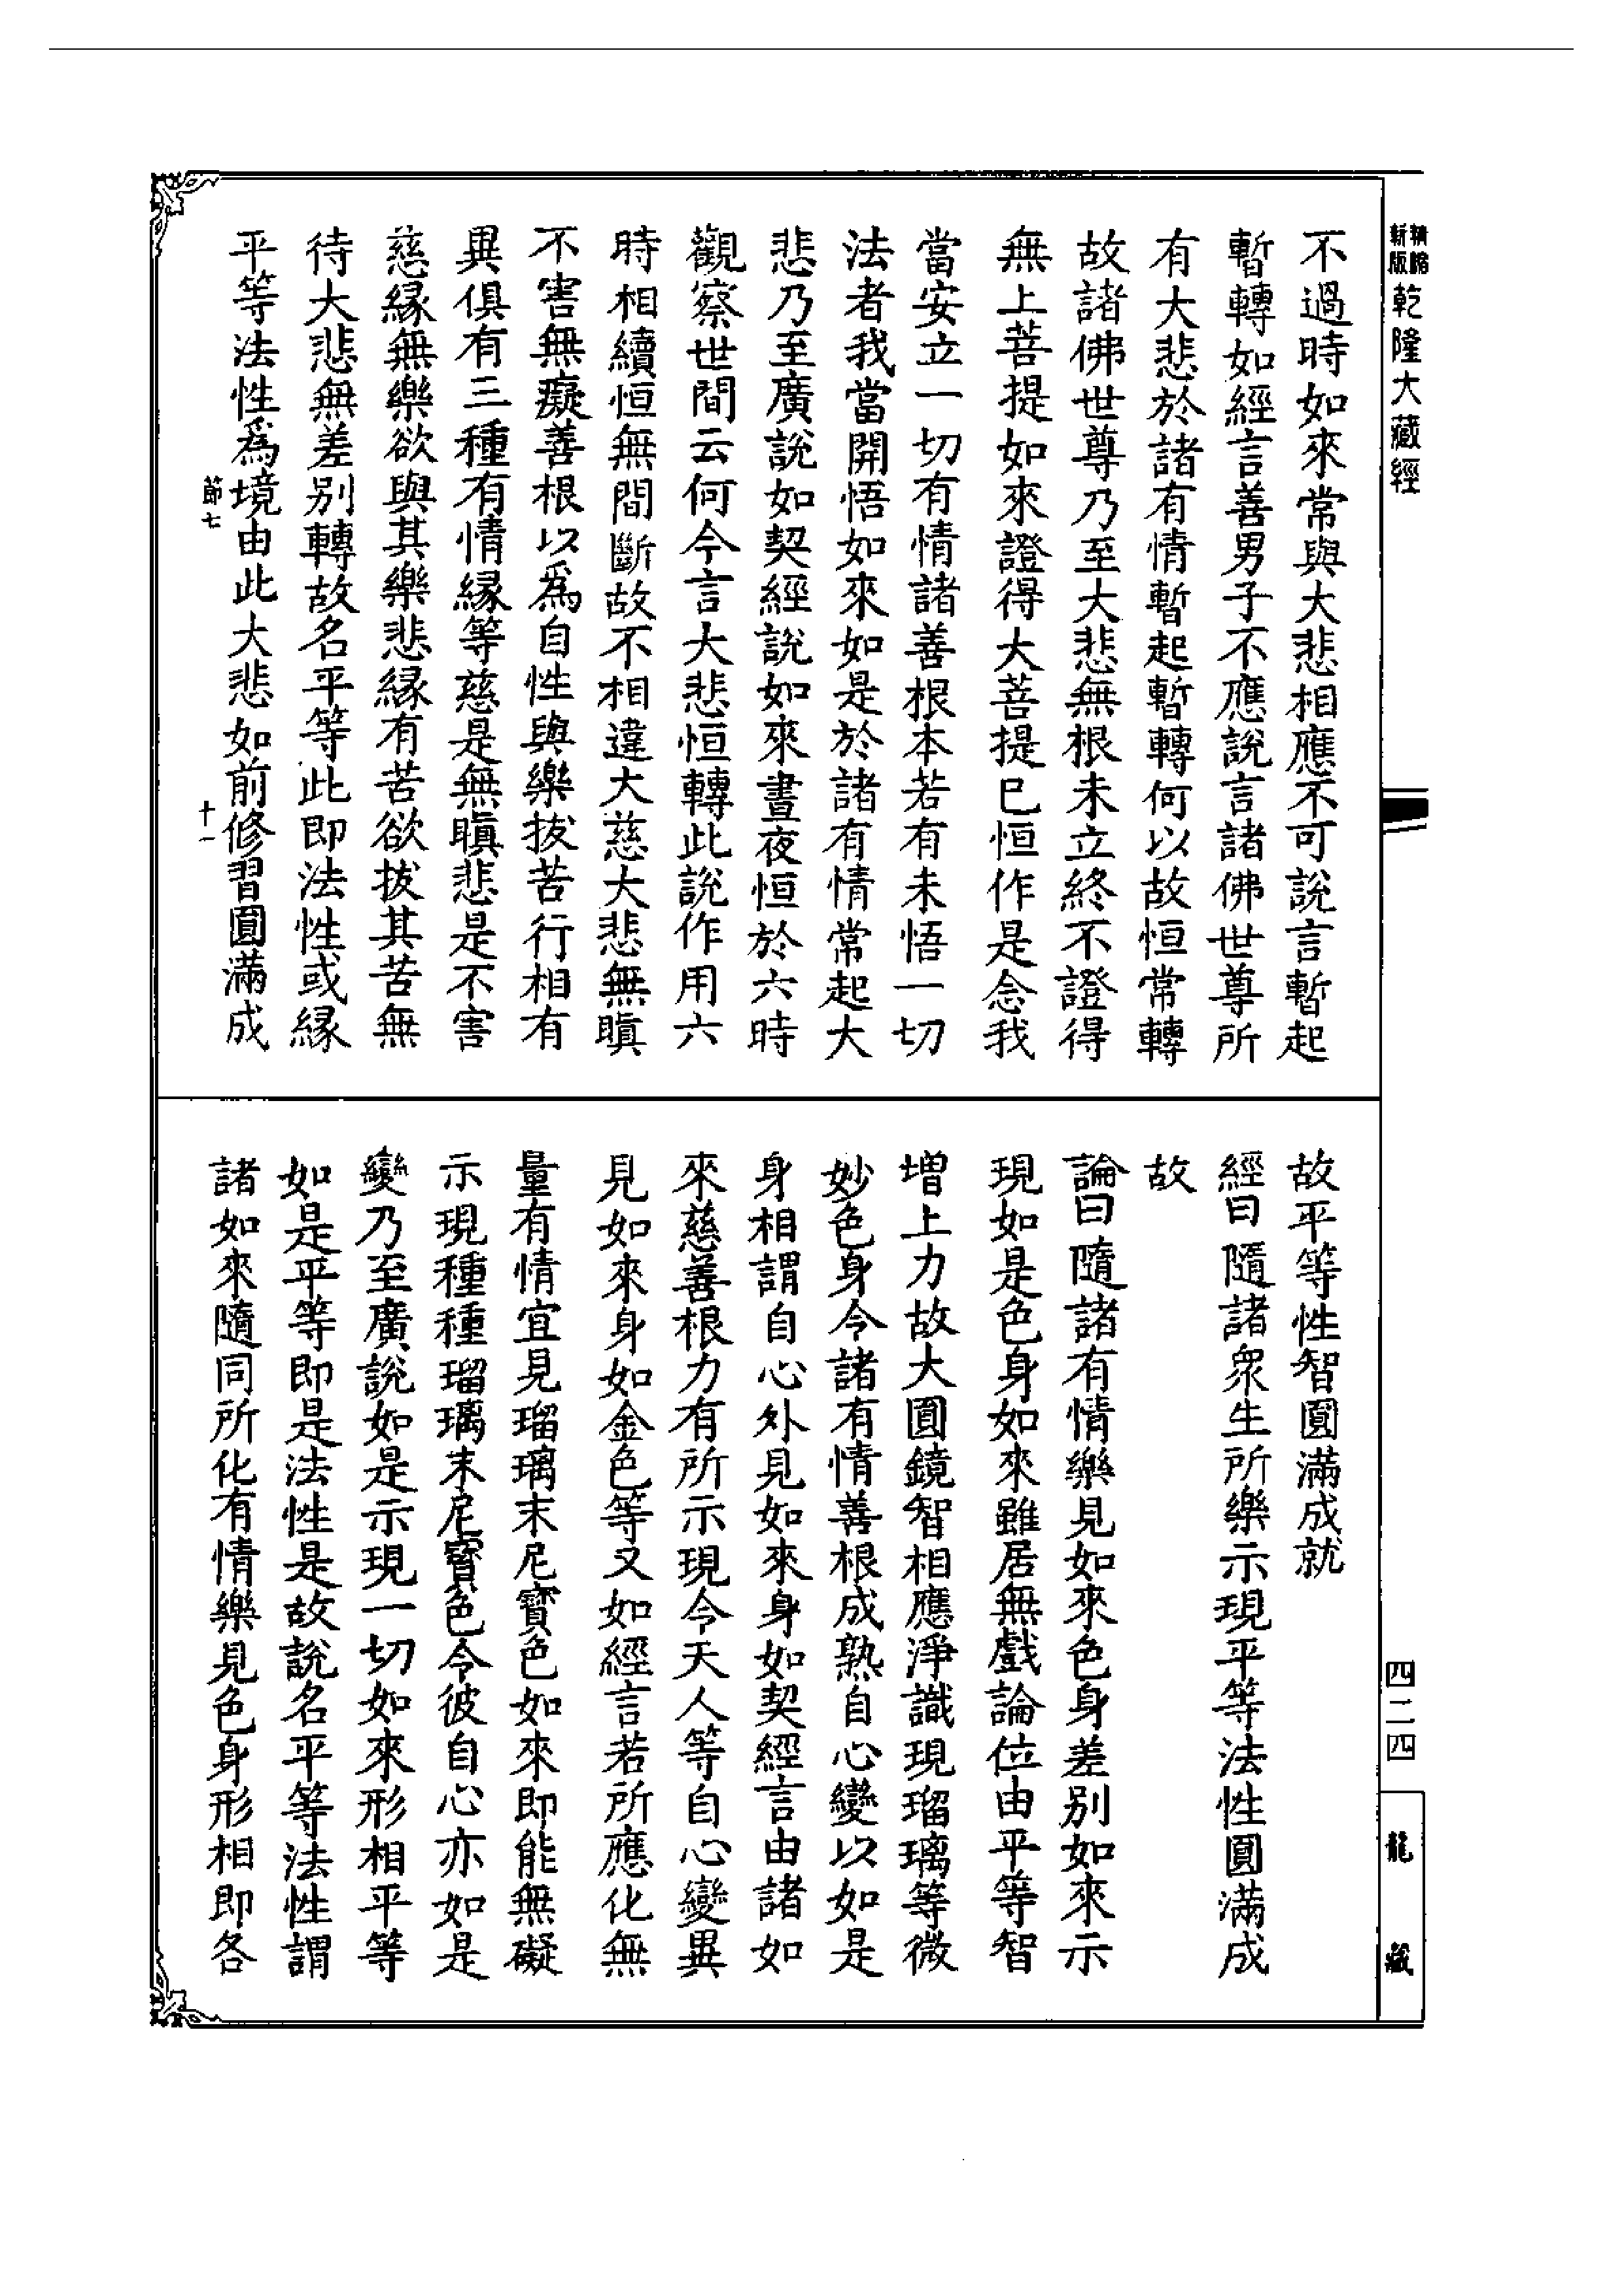 精縮
新版
乾隆大藏經
不過時如來常與大悲相應不可說言暫起
暫轉如經言善男子不應說言諸佛世尊所
有大悲於諸有情暫起暫轉何以故恒常轉
故諸佛世尊乃至大悲無根未立終不證得
無上菩提如來證得大菩提巳恒作是念我
當安立一切有情諸善根本若有未悟一切
法者我當開悟如來如是於諸有情常起大
悲乃至廣說如契經說如來晝夜恒於六時
觀察世間云何今言大悲恒轉此說作用六
時相續恒無間斷故不相違大慈大悲無瞋
不害無癡善根以為自性與樂拔苦行相有
異俱有三種有情緣等慈是無瞋悲是不害
慈緣無樂欲與其樂悲緣有苦欲拔其苦無
待大悲無差別轉故名平等此即法性或緣
平等法性為境由此大悲如前修習圓滿成
節七
十一
故平等性智圓滿成就
經曰隨諸眾生所樂示現平等法性圓滿成
故
論曰隨諸有情樂見如來色身差別如來示
現如是色身如來雖居無戲論位由平等智
增上力故大圓鏡智相應淨識現瑠璃等微
妙色身令諸有情善根成熟自心變以如是
身相謂自心外見如來身如契經言由諸如
來慈善根力有所示現令天人等自心變異
見如來身如金色等又如經言若所應化無
量有情宜見瑠璃末尼寶色如來即能無礙
示現種種瑠璃末尼寶色令彼自心亦如是
變乃至廣說如是示現一切如來形相平等
如是平等即是法性是故說名平等法性謂
諸如來隨同所化有情樂見色身形相即各
四二四
龍藏